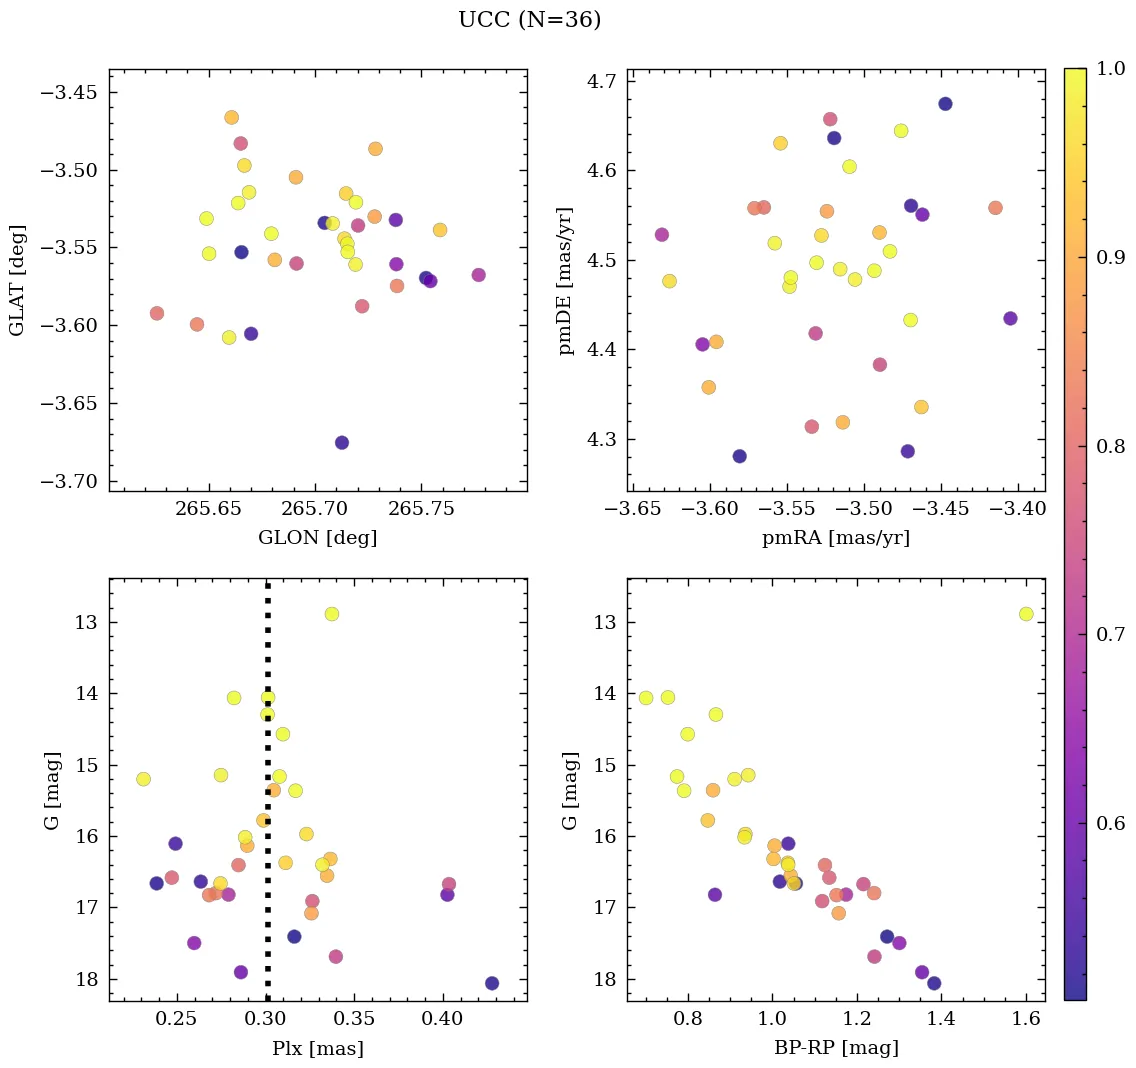 UCC (N=36)
−3.45
−3.50
−3.55
−3.60
−3.65
−3.70
GLAT [deg]
265.65 265.70 265.75
GLON [deg]
4.7
4.6
4.5
4.4
4.3
pmDE [mas/yr]
−3.65 −3.60 −3.55 −3.50 −3.45 −3.40
pmRA [mas/yr]
1.0
0.9
0.8
0.7
0.6
13
14
15
16
17
18
G [mag]
0.25 0.30 0.35 0.40
Plx [mas]
13
14
15
16
17
18
G [mag]
0.8 1.0 1.2 1.4 1.6
BP-RP [mag]